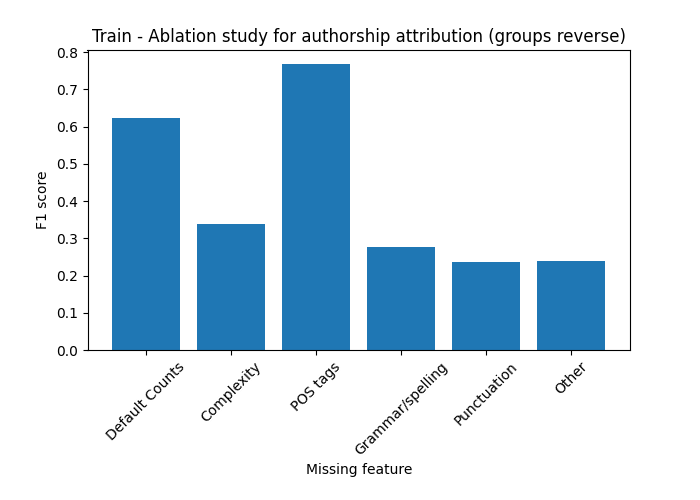 Train - Ablation study for authorship attribution (groups reverse)
F1 score
0.8
0.7
0.6
0.5
0.4
0.3
0.2
0.1
0.0
Default Counts
Complexity
POS tags
Grammar/spelling
Punctuation
Other
Missing feature